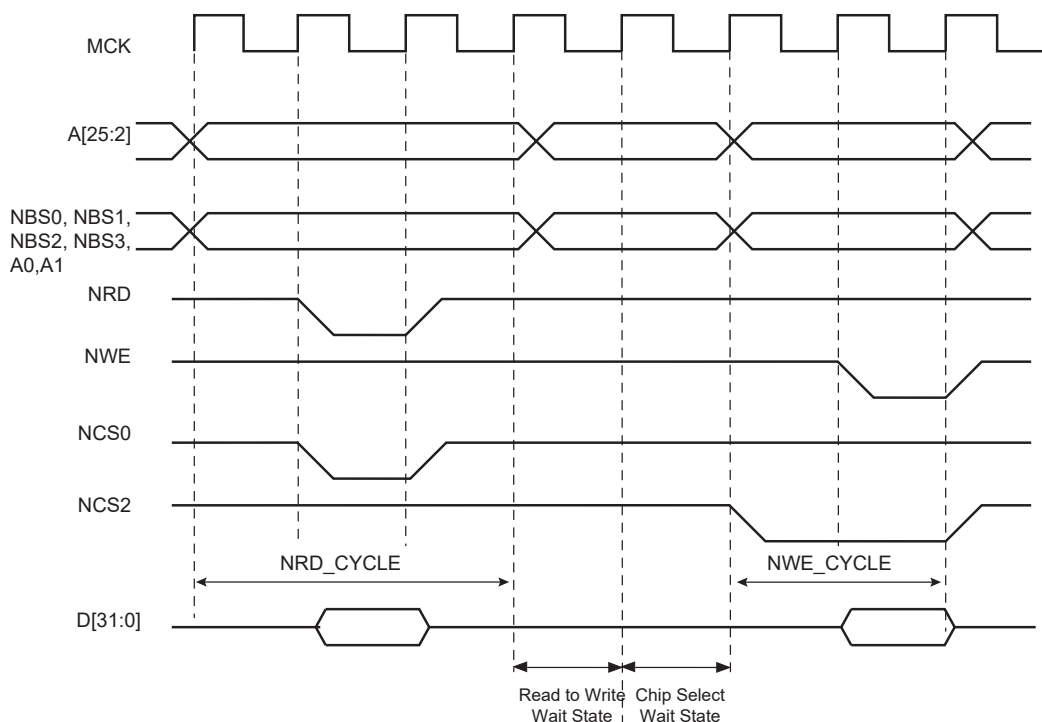 MCK
A[25:2]
NBS0, NBS1,
NBS2, NBS3,
A0,A1
NRD
NWE
NCS0
NCS2
NRD_CYCLE
NWE_CYCLE
D[31:0]
Read to Write
Wait State
Chip Select
Wait State